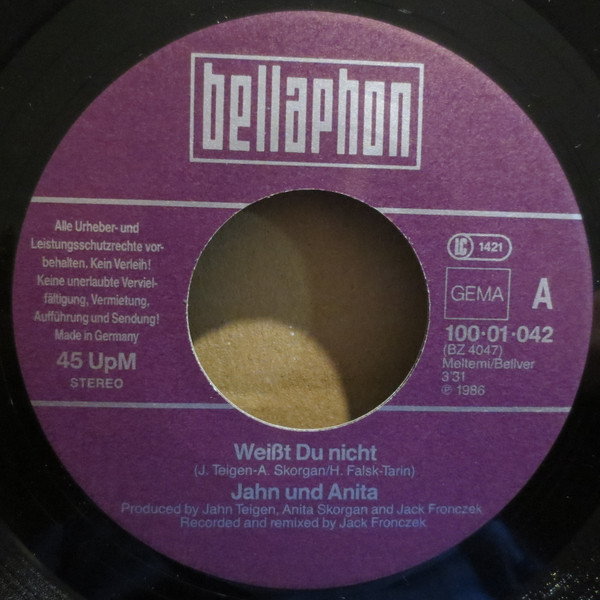 bellaphon
Alle Urheber- und
Leistungsschutzrechte vor-
behalten. Kein Verleih!
Keine unerlaubte Verviel-
fältigung, Vermietung,
Aufführung und Sendung!
Made in Germany
45 UpM
STEREO
LC 1421
GEMA
A
100·01·042
(BZ 4047)
Meltemi/Bellver
3'31
℗ 1986
Weißt Du nicht
(J. Teigen-A. Skorgan/H. Falsk-Tarin)
Jahn und Anita
Produced by Jahn Teigen, Anita Skorgan and Jack Fronczek
Recorded and remixed by Jack Fronczek